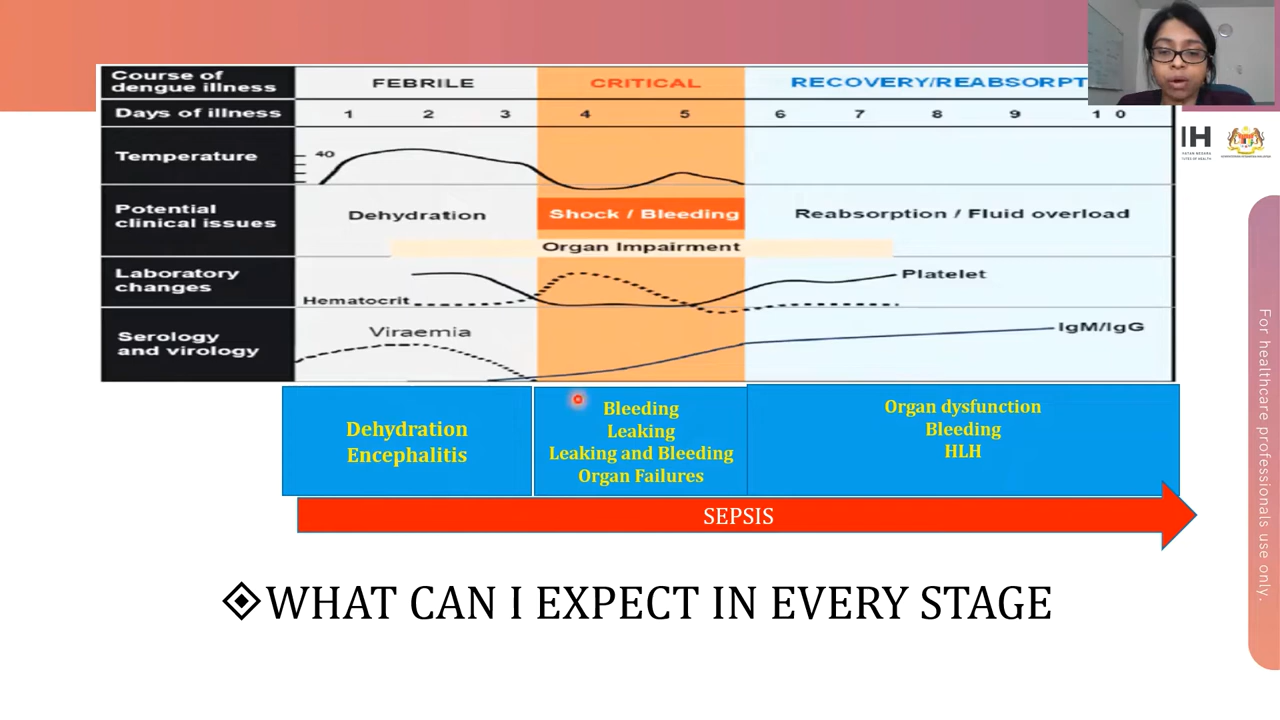 Course of
dengue illness
FEBRILE
CRITICAL
RECOVERY/REABSORPT
Days of illness
1 2 3 4 5 6 7 8 9 1 0
Temperature
40
Potential
clinical issues
Dehydration
Shock / Bleeding
Reabsorption / Fluid overload
Organ Impairment
Laboratory
changes
Hematocrit
Platelet
Serology
and virology
Viraemia
IgM/IgG
Dehydration
Encephalitis
Bleeding
Leaking
Leaking and Bleeding
Organ Failures
Organ dysfunction
Bleeding
HLH
SEPSIS
WHAT CAN I EXPECT IN EVERY STAGE
IH
For healthcare professionals use only.